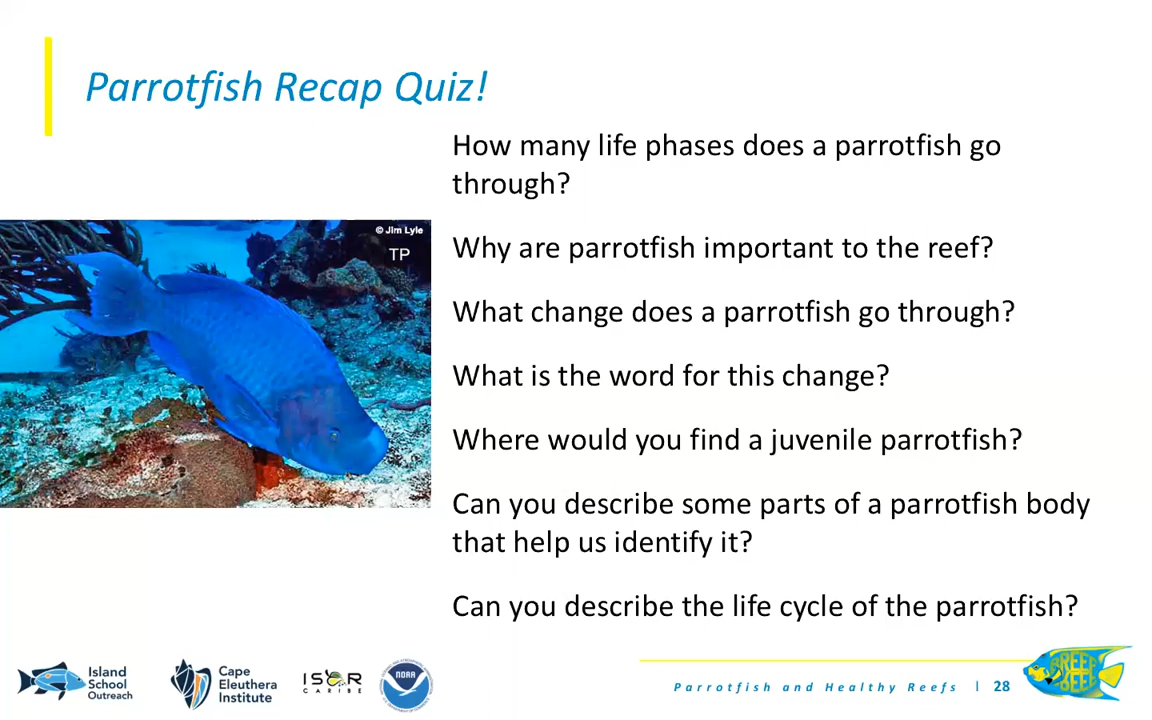 Parrotfish Recap Quiz!
How many life phases does a parrotfish go
through?
© Jim Lyle
TP
Why are parrotfish important to the reef?
What change does a parrotfish go through?
What is the word for this change?
Where would you find a juvenile parrotfish?
Can you describe some parts of a parrotfish body
that help us identify it?
Can you describe the life cycle of the parrotfish?
Island
School
Outreach
Cape
Eleuthera
Institute
ISER
CARIBE
NOAA
Parrotfish and Healthy Reefs | 28
REEF